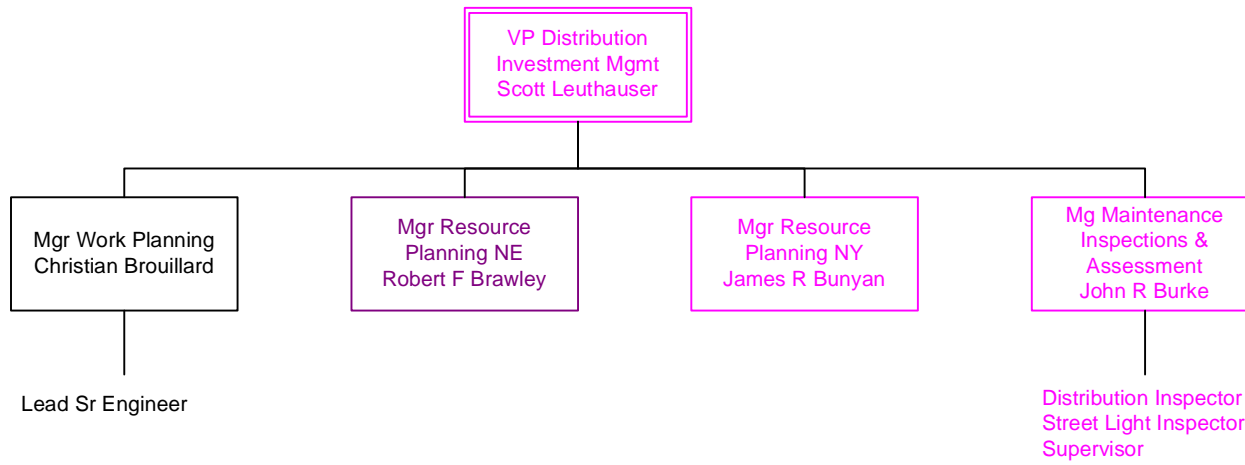 VP Distribution
Investment Mgmt
Scott Leuthauser
Mgr Work Planning
Christian Brouillard
Mgr Resource
Planning NE
Robert F Brawley
Mgr Resource
Planning NY
James R Bunyan
Mg Maintenance
Inspections &
Assessment
John R Burke
Lead Sr Engineer
Distribution Inspector
Street Light Inspector
Supervisor